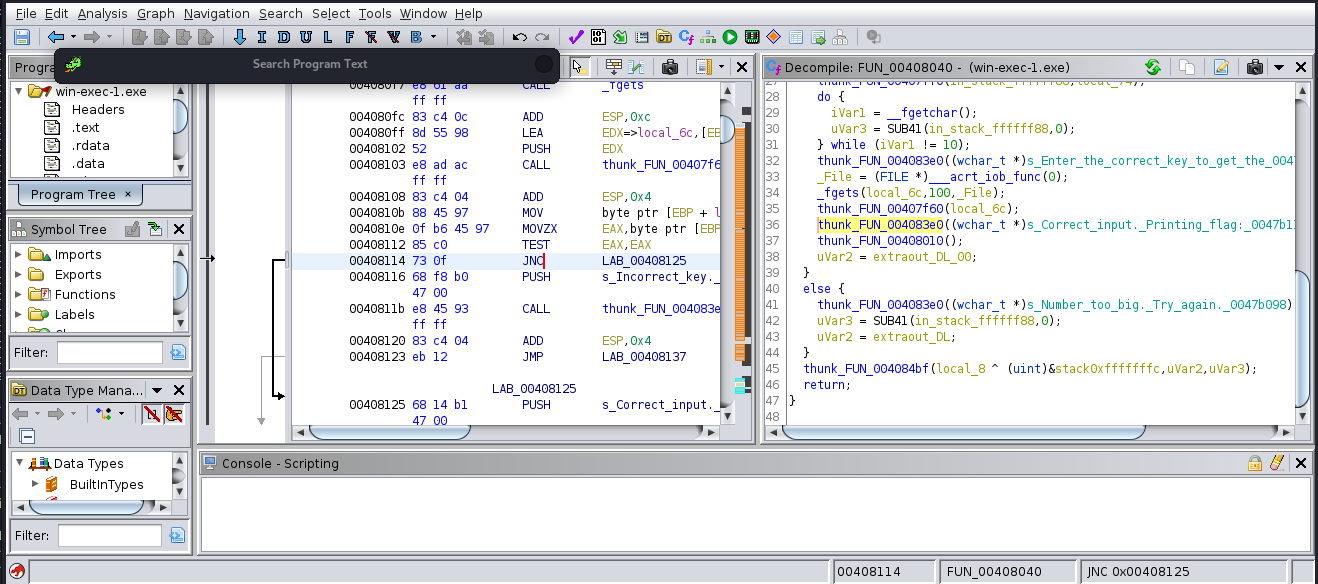 File Edit Analysis Graph Navigation Search Select Tools Window Help
I D U L F F V B
Search Program Text
Progra
win-exec-1.exe
Headers
.text
.rdata
.data
Program Tree ×
Symbol Tree
Imports
Exports
Functions
Labels
Filter:
Data Type Mana...
Data Types
BuiltInTypes
Filter:
CALL _fgets
ff ff
004080fc 83 c4 0c ADD ESP,0xc
004080ff 8d 55 98 LEA EDX=>local_6c,[EB
00408102 52 PUSH EDX
00408103 e8 ad ac CALL thunk_FUN_00407f6
ff ff
00408108 83 c4 04 ADD ESP,0x4
0040810b 88 45 97 MOV byte ptr [EBP + l
0040810e 0f b6 45 97 MOVZX EAX,byte ptr [EBP
00408112 85 c0 TEST EAX,EAX
00408114 73 0f JNC LAB_00408125
00408116 68 f8 b0 PUSH s_Incorrect_key._
47 00
0040811b e8 45 93 CALL thunk_FUN_004083e
ff ff
00408120 83 c4 04 ADD ESP,0x4
00408123 eb 12 JMP LAB_00408137
LAB_00408125
00408125 68 14 b1 PUSH s_Correct_input._
47 00
Decompile: FUN_00408040 - (win-exec-1.exe)
28 do {
29 iVar1 = __fgetchar();
30 uVar3 = SUB41(in_stack_ffffff88,0);
31 } while (iVar1 != 10);
32 thunk_FUN_004083e0((wchar_t *)s_Enter_the_correct_key_to_get_the_0047
33 _File = (FILE *)___acrt_iob_func(0);
34 _fgets(local_6c,100,_File);
35 thunk_FUN_00407f60(local_6c);
36 thunk_FUN_004083e0((wchar_t *)s_Correct_input._Printing_flag:_0047b11
37 thunk_FUN_00408010();
38 uVar2 = extraout_DL_00;
39 }
40 else {
41 thunk_FUN_004083e0((wchar_t *)s_Number_too_big._Try_again._0047b098)
42 uVar3 = SUB41(in_stack_ffffff88,0);
43 uVar2 = extraout_DL;
44 }
45 thunk_FUN_004084bf(local_8 ^ (uint)&stack0xfffffffc,uVar2,uVar3);
46 return;
47 }
48
Console - Scripting
00408114 FUN_00408040 JNC 0x00408125